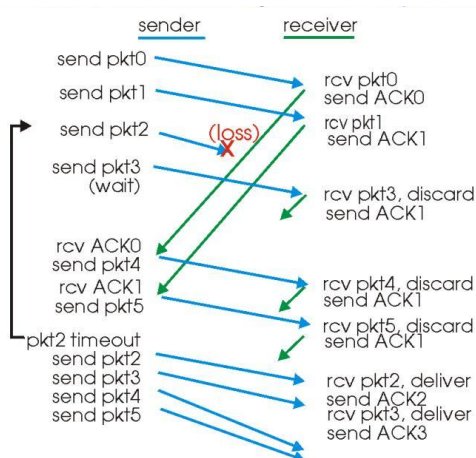 sender
receiver
send pkt0
send pkt1
send pkt2
(loss)
X
send pkt3
(wait)
rcv pkt0
send ACK0
rcv pkt1
send ACK1
rcv pkt3, discard
send ACK1
rcv ACK0
send pkt4
rcv ACK1
send pkt5
rcv pkt4, discard
send ACK1
rcv pkt5, discard
send ACK1
pkt2 timeout
send pkt2
send pkt3
send pkt4
send pkt5
rcv pkt2, deliver
send ACK2
rcv pkt3, deliver
send ACK3